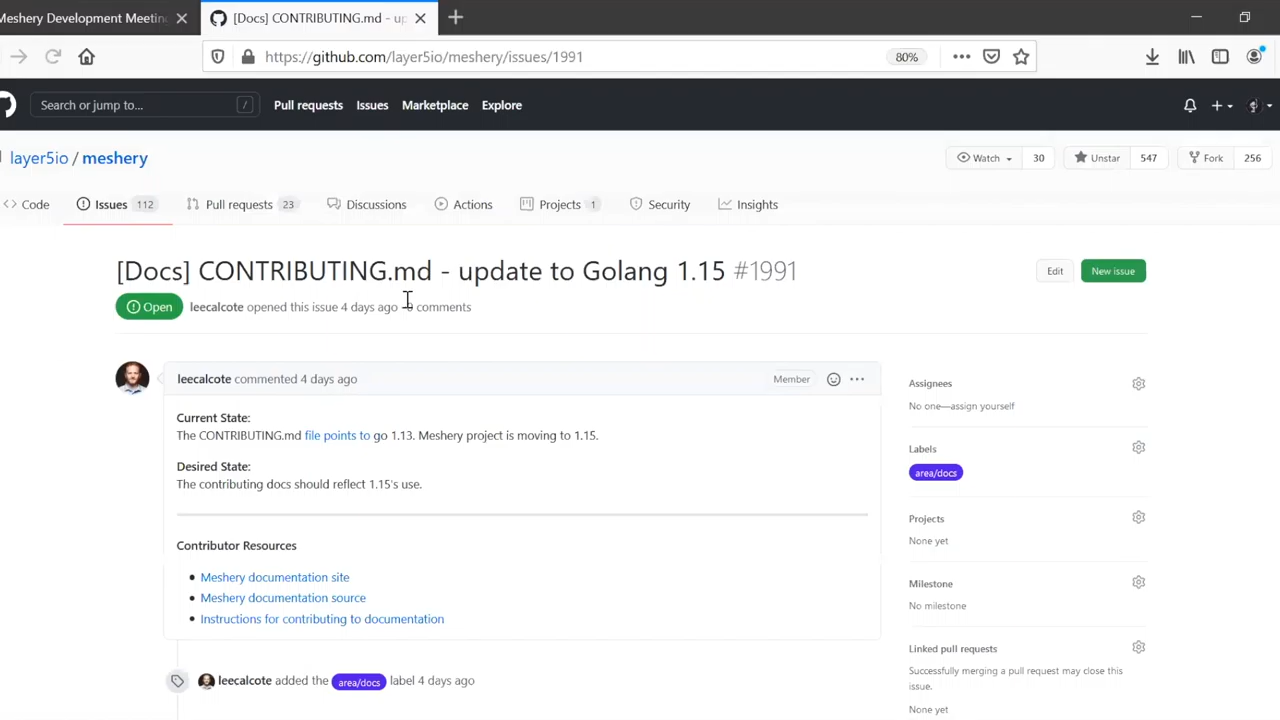 Meshery Development Meetin
[Docs] CONTRIBUTING.md - up
https://github.com/layer5io/meshery/issues/1991
80%
Search or jump to...
/
Pull requests
Issues
Marketplace
Explore
layer5io / meshery
Watch 30
Unstar 547
Fork 256
Code
Issues 112
Pull requests 23
Discussions
Actions
Projects 1
Security
Insights
[Docs] CONTRIBUTING.md - update to Golang 1.15 #1991
Edit
New issue
Open
leecalcote opened this issue 4 days ago
comments
leecalcote commented 4 days ago
Member
Current State:
The CONTRIBUTING.md file points to go 1.13. Meshery project is moving to 1.15.
Desired State:
The contributing docs should reflect 1.15's use.
Contributor Resources
Meshery documentation site
Meshery documentation source
Instructions for contributing to documentation
leecalcote added the area/docs label 4 days ago
Assignees
No one—assign yourself
Labels
area/docs
Projects
None yet
Milestone
No milestone
Linked pull requests
Successfully merging a pull request may close this
issue.
None yet